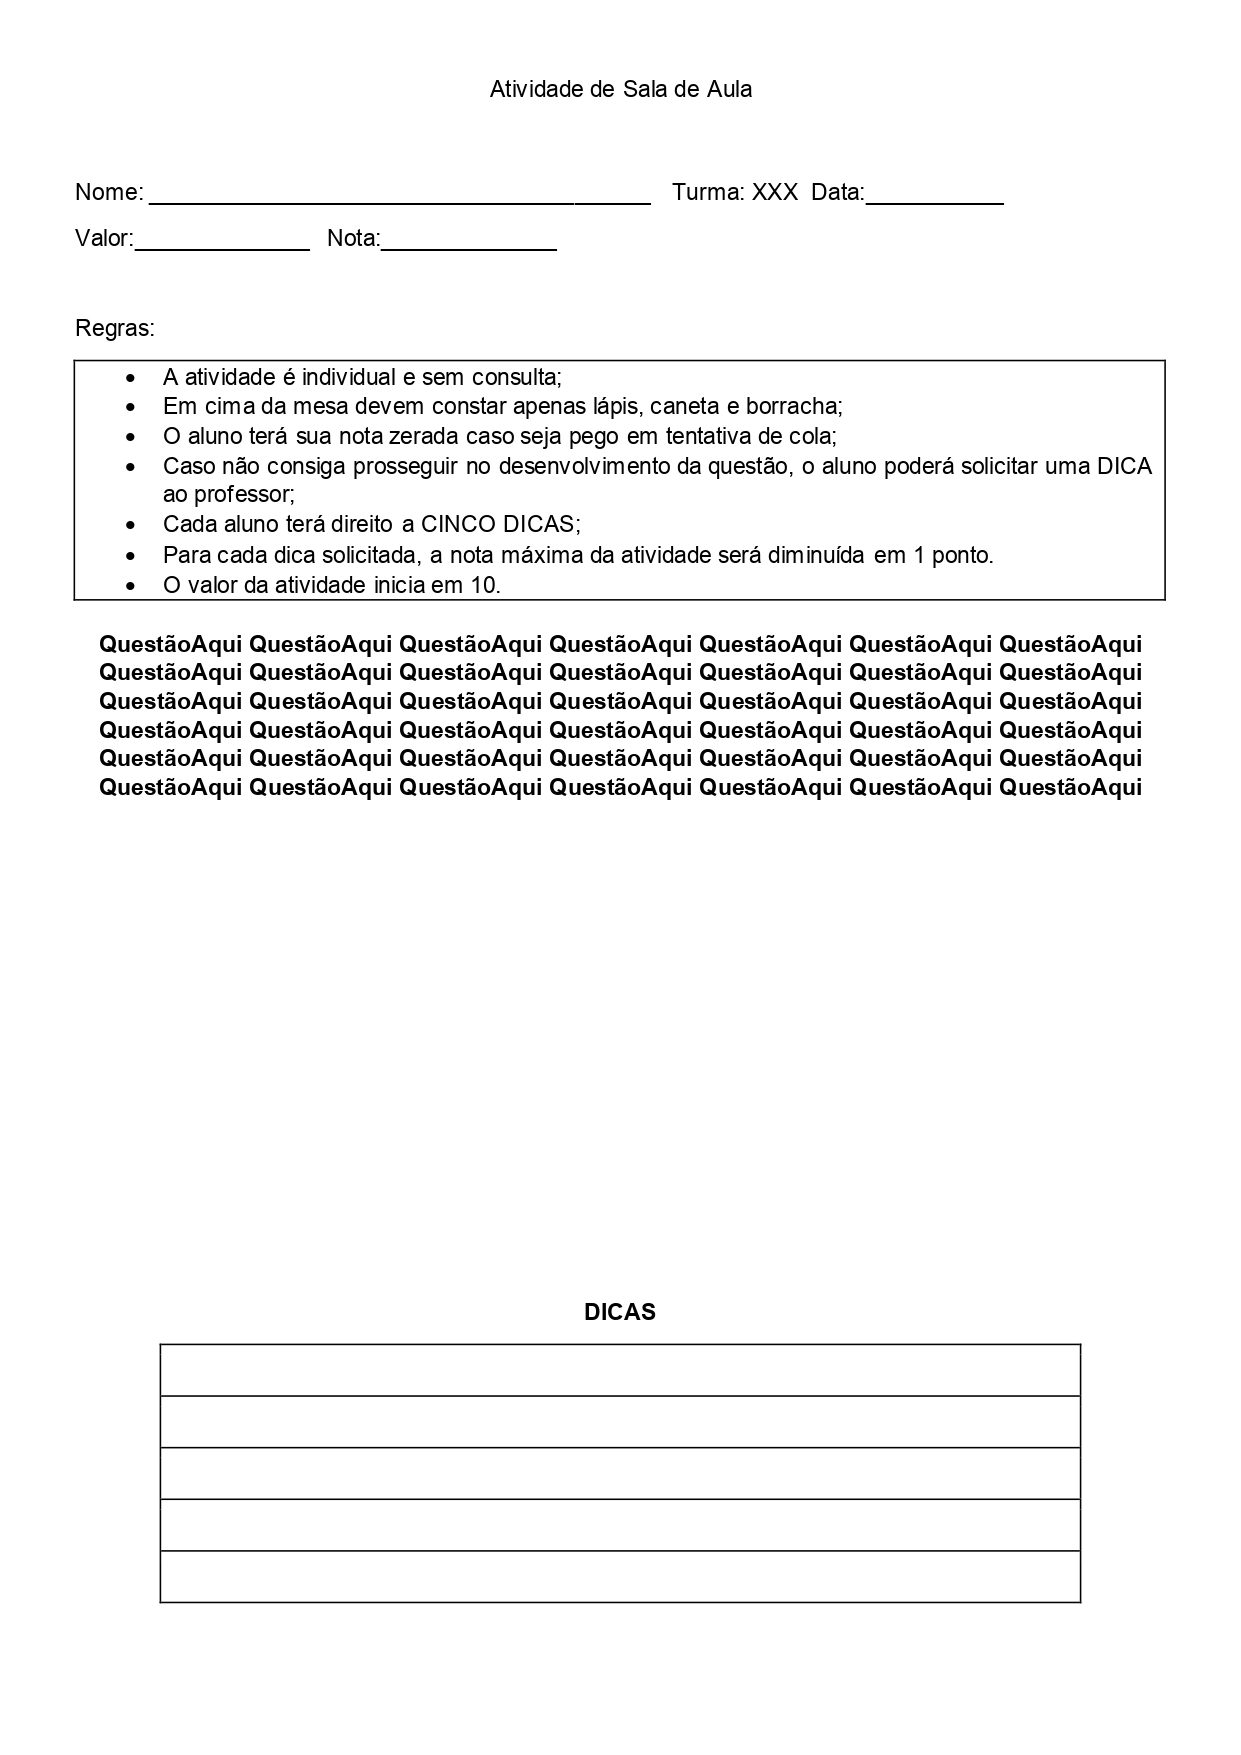 Atividade de Sala de Aula
Nome: ______________________________________ Turma: XXX Data:___________
Valor:______________ Nota:______________
Regras:
• A atividade é individual e sem consulta;
• Em cima da mesa devem constar apenas lápis, caneta e borracha;
• O aluno terá sua nota zerada caso seja pego em tentativa de cola;
• Caso não consiga prosseguir no desenvolvimento da questão, o aluno poderá solicitar uma DICA
ao professor;
• Cada aluno terá direito a CINCO DICAS;
• Para cada dica solicitada, a nota máxima da atividade será diminuída em 1 ponto.
• O valor da atividade inicia em 10.
QuestãoAqui QuestãoAqui QuestãoAqui QuestãoAqui QuestãoAqui QuestãoAqui QuestãoAqui
QuestãoAqui QuestãoAqui QuestãoAqui QuestãoAqui QuestãoAqui QuestãoAqui QuestãoAqui
QuestãoAqui QuestãoAqui QuestãoAqui QuestãoAqui QuestãoAqui QuestãoAqui QuestãoAqui
QuestãoAqui QuestãoAqui QuestãoAqui QuestãoAqui QuestãoAqui QuestãoAqui QuestãoAqui
QuestãoAqui QuestãoAqui QuestãoAqui QuestãoAqui QuestãoAqui QuestãoAqui QuestãoAqui
QuestãoAqui QuestãoAqui QuestãoAqui QuestãoAqui QuestãoAqui QuestãoAqui QuestãoAqui
DICAS